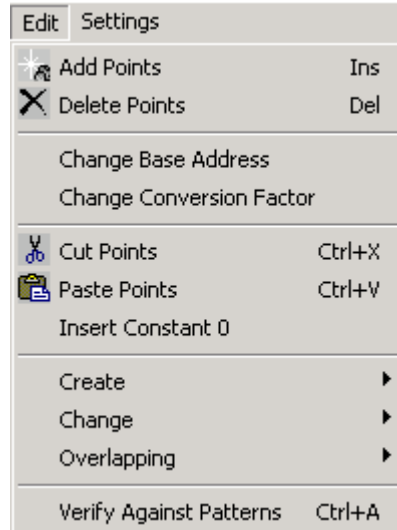 Edit Settings
Add Points Ins
Delete Points Del
Change Base Address
Change Conversion Factor
Cut Points Ctrl+X
Paste Points Ctrl+V
Insert Constant 0
Create
Change
Overlapping
Verify Against Patterns Ctrl+A